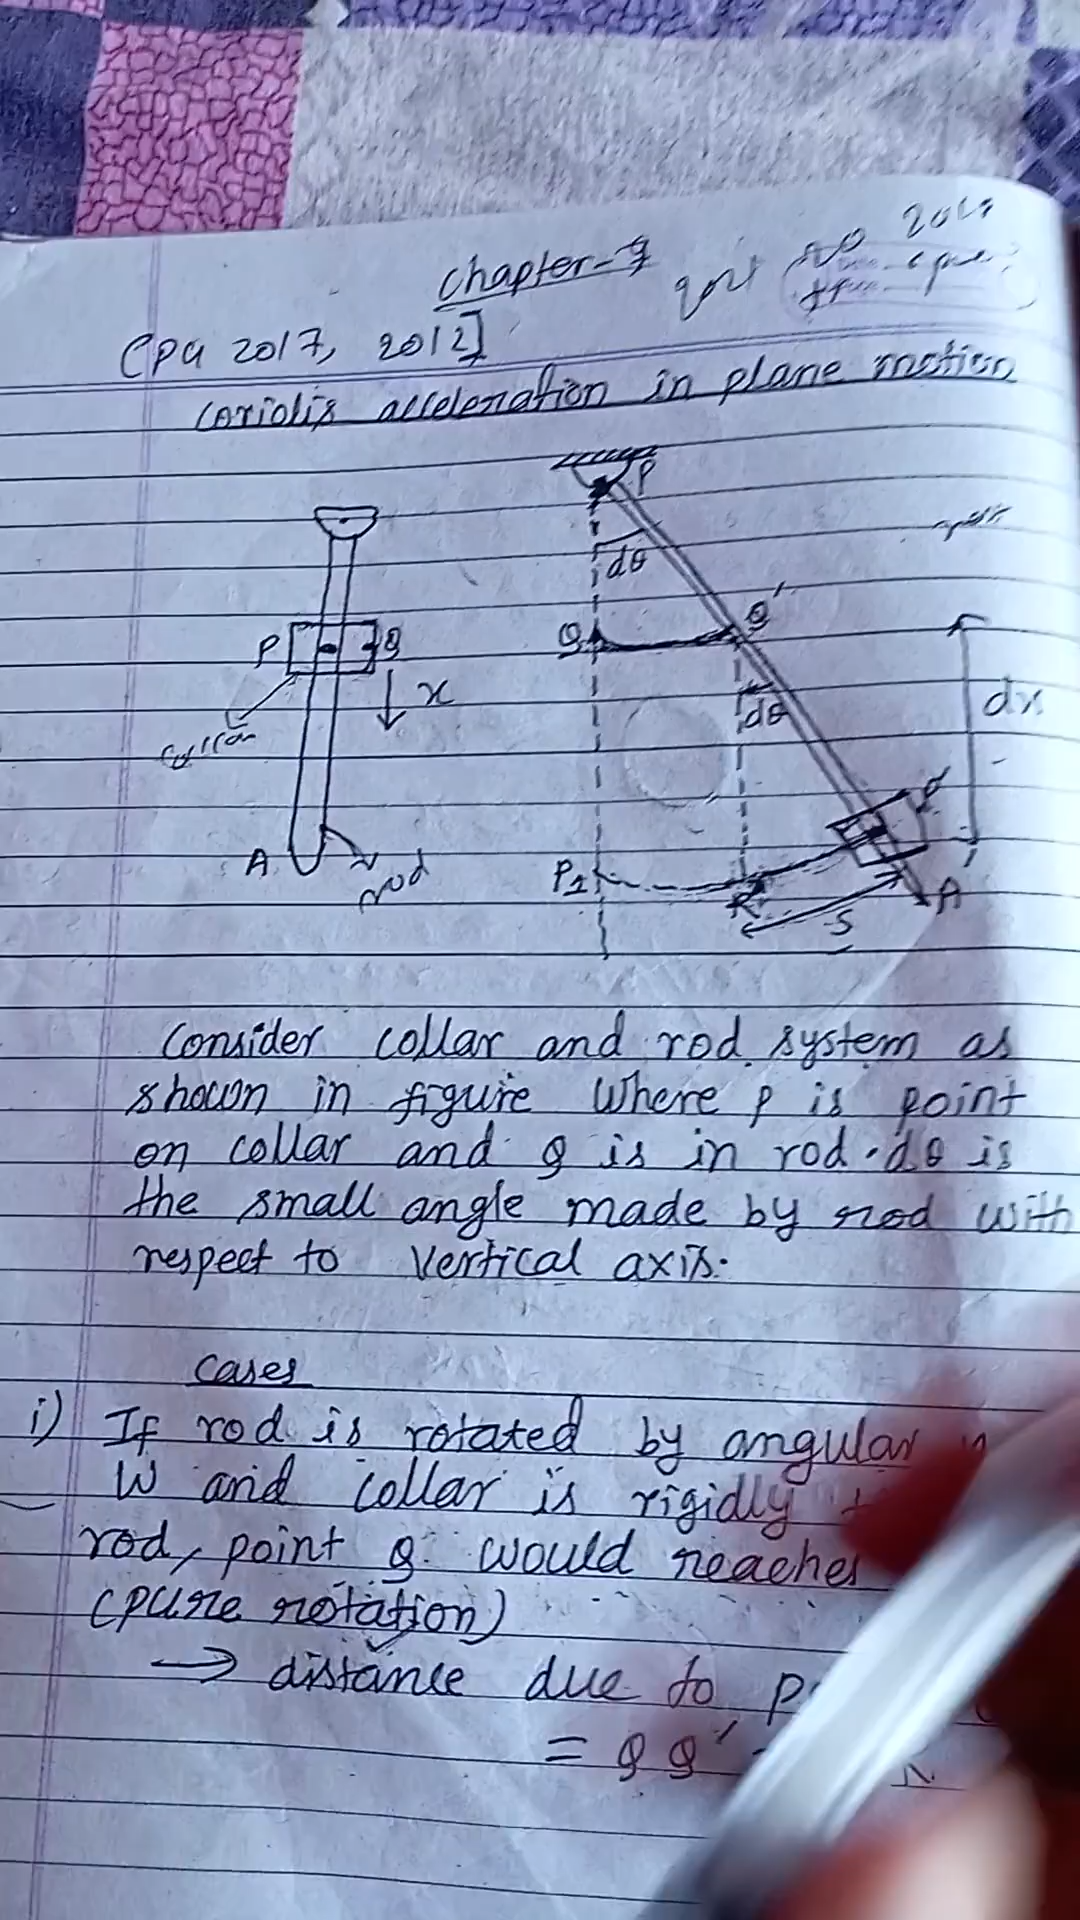 chapter-7
2017, 2012]
coriolis acceleration in plane motion
P
dθ
Q Q'
P Q
x
dθ
dx
collar
A
rod
P1
R
S
A
Consider collar and rod system as
shown in figure Where p is point
on collar and Q is in rod. dθ is
the small angle made by rod with
respect to vertical axis.
cases
i) If rod is rotated by angular
W and collar is rigidly
rod, point Q would reaches
(pure rotation)
→ distance due to
= QQ'